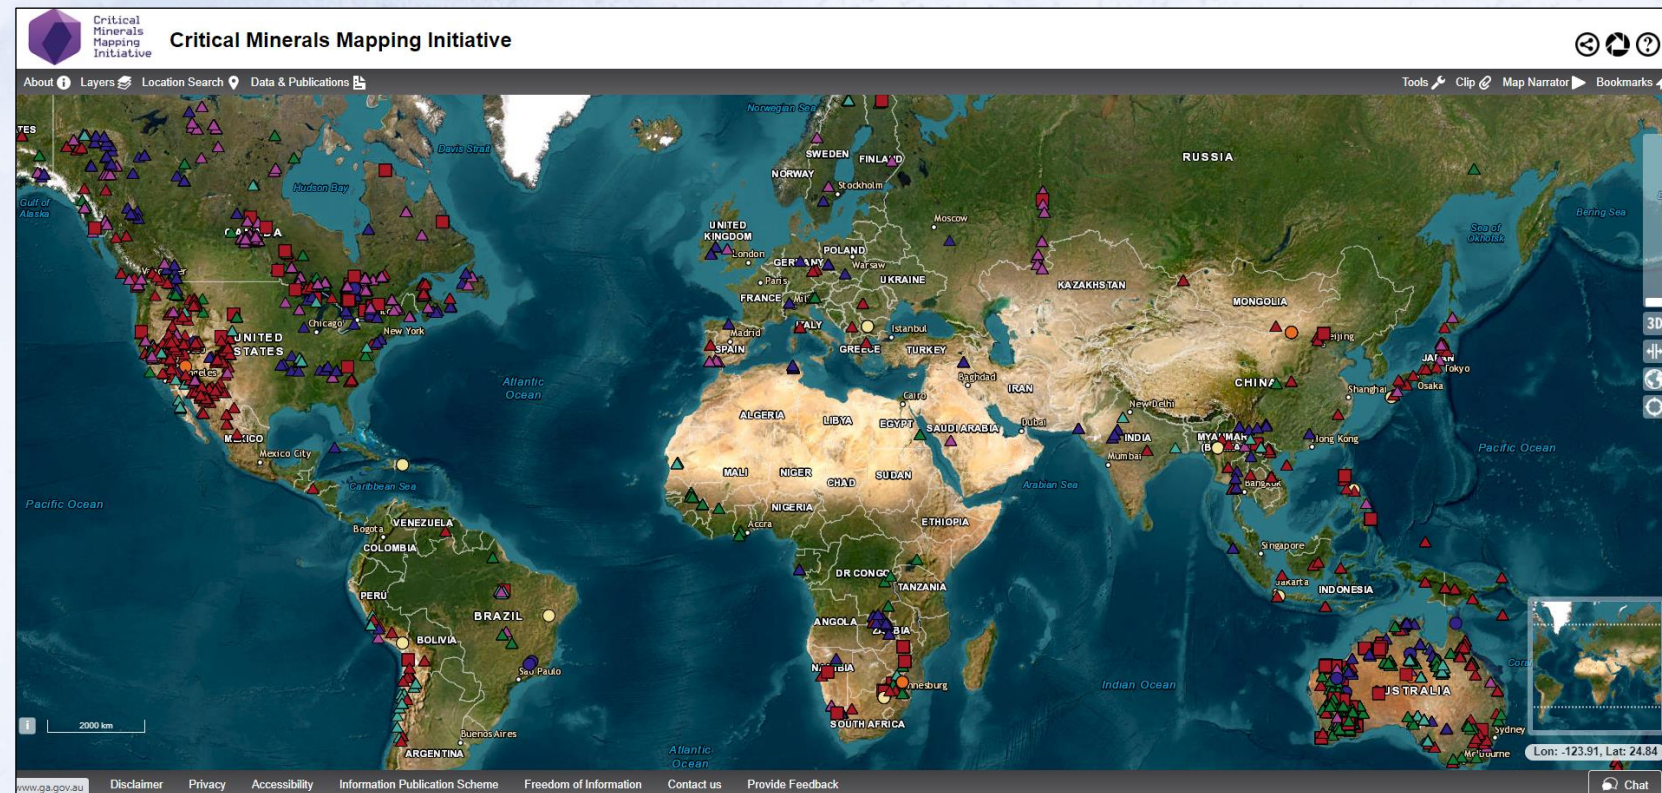 Critical
Minerals
Mapping
Initiative
Critical Minerals Mapping Initiative
About Layers Location Search Data & Publications
Tools Clip Map Narrator Bookmarks
Norwegian Sea
Davis Strait
RUSSIA
SWEDEN
FINLAND
Hudson Bay
NORWAY
Stockholm
Gulf of
Alaska
Bering Sea
Moscow
Sea of
Okhotsk
UNITED
KINGDOM
London
POLAND
Warsaw
GERMANY
Paris
UKRAINE
KAZAKHSTAN
FRANCE
MONGOLIA
Chicago
New York
UNITED
STATES
Madrid
ITALY
Istanbul
SPAIN
GREECE
TURKEY
Tokyo
Osaka
Atlantic
Ocean
Baghdad
IRAN
CHINA
Shanghai
Cairo
New Delhi
ALGERIA
LIBYA
EGYPT
SAUDI ARABIA
Dubai
INDIA
MEXICO
Mexico City
Mumbai
Pacific Ocean
MALI
NIGER
CHAD
SUDAN
Caribbean Sea
Arabian Sea
Bangkok
Pacific Ocean
NIGERIA
VENEZUELA
Accra
ETHIOPIA
Bogota
COLOMBIA
Singapore
DR CONGO
TANZANIA
Jakarta
INDONESIA
PERÚ
BRAZIL
ANGOLA
BOLIVIA
Sao Paulo
Indian Ocean
SOUTH AFRICA
Sydney
2000 km
Buenos Aires
ARGENTINA
Atlantic
Ocean
Melbourne
Lon: -123.91, Lat: 24.84
3D
www.ga.gov.au Disclaimer Privacy Accessibility Information Publication Scheme Freedom of Information Contact us Provide Feedback
Chat